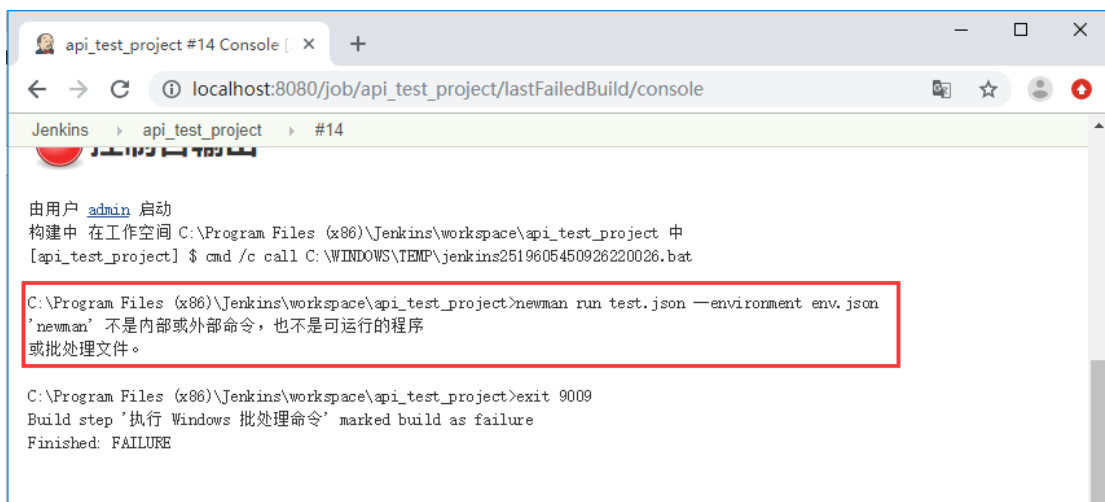 api_test_project #14 Console [
localhost:8080/job/api_test_project/lastFailedBuild/console
Jenkins api_test_project #14
控制台输出
由用户 admin 启动
构建中 在工作空间 C:\Program Files (x86)\Jenkins\workspace\api_test_project 中
[api_test_project] $ cmd /c call C:\WINDOWS\TEMP\jenkins2519605450926220026.bat
C:\Program Files (x86)\Jenkins\workspace\api_test_project>newman run test.json —environment env.json
'newman' 不是内部或外部命令，也不是可运行的程序
或批处理文件。
C:\Program Files (x86)\Jenkins\workspace\api_test_project>exit 9009
Build step '执行 Windows 批处理命令' marked build as failure
Finished: FAILURE